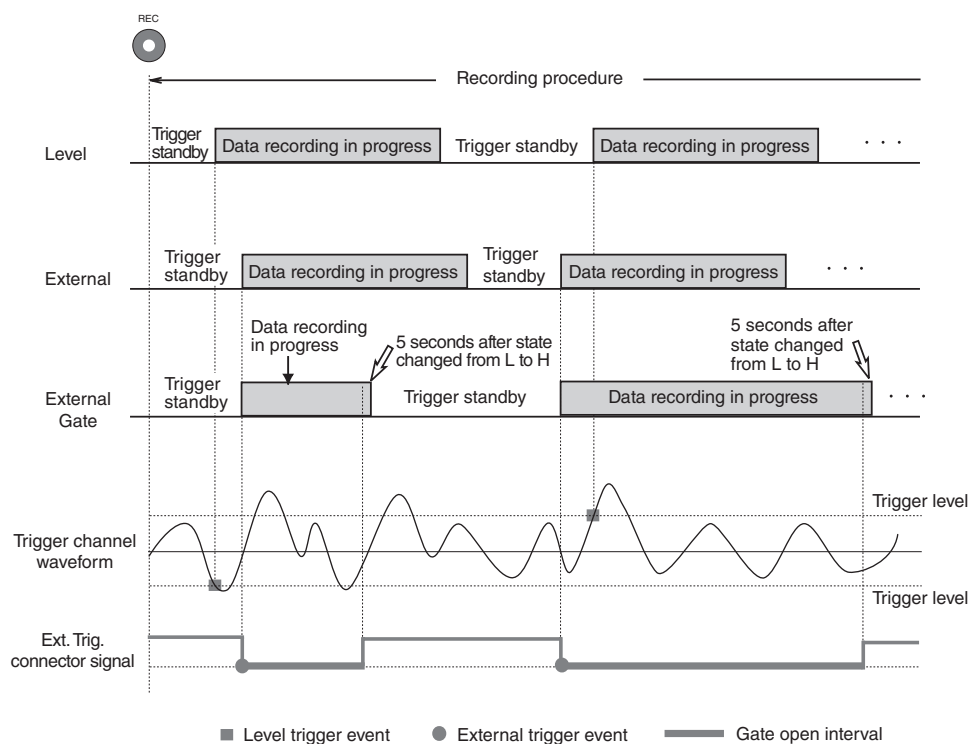 REC
Recording procedure
Level
Trigger
standby
Data recording in progress
Trigger standby
Data recording in progress
. . .
External
Trigger
standby
Data recording in progress
Trigger
standby
Data recording in progress
. . .
External
Gate
Trigger
standby
Data recording
in progress
5 seconds after state
changed from L to H
Trigger standby
5 seconds after
state changed
from L to H
Data recording in progress
. . .
Trigger channel
waveform
Trigger level
Trigger level
Ext. Trig.
connector signal
Level trigger event
External trigger event
Gate open interval